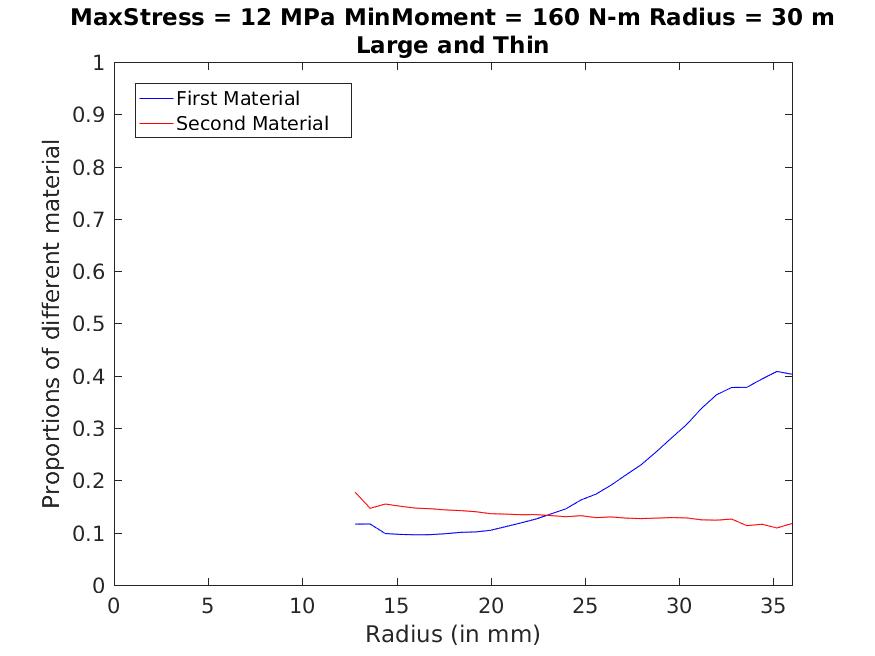 MaxStress = 12 MPa MinMoment = 160 N-m Radius = 30 m
Large and Thin
1
First Material
Second Material
0.9
0.8
0.7
0.6
0.5
0.4
0.3
0.2
0.1
0
Proportions of different material
0 5 10 15 20 25 30 35
Radius (in mm)